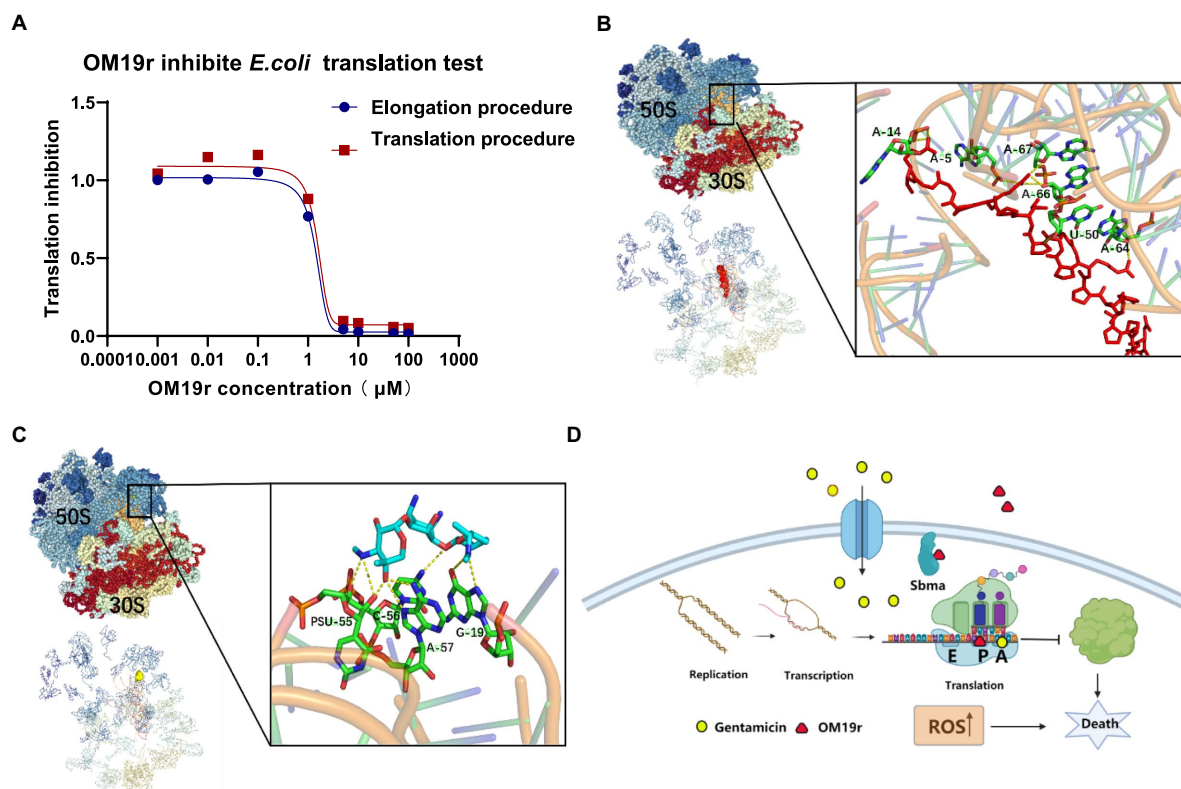 A
OM19r inhibite E.coli translation test
1.5
1.0
0.5
0.0
Translation inhibition
Elongation procedure
Translation procedure
0.0001
0.001
0.01
0.1
1
10
100
1000
OM19r concentration（ μM）
B
50S
30S
A-14
A-5
A-67
A-66
U-50
A-64
C
50S
30S
PSU-55
C-56
A-57
G-19
D
Sbma
E P A
Replication
Transcription
Translation
Gentamicin
OM19r
ROS↑
Death